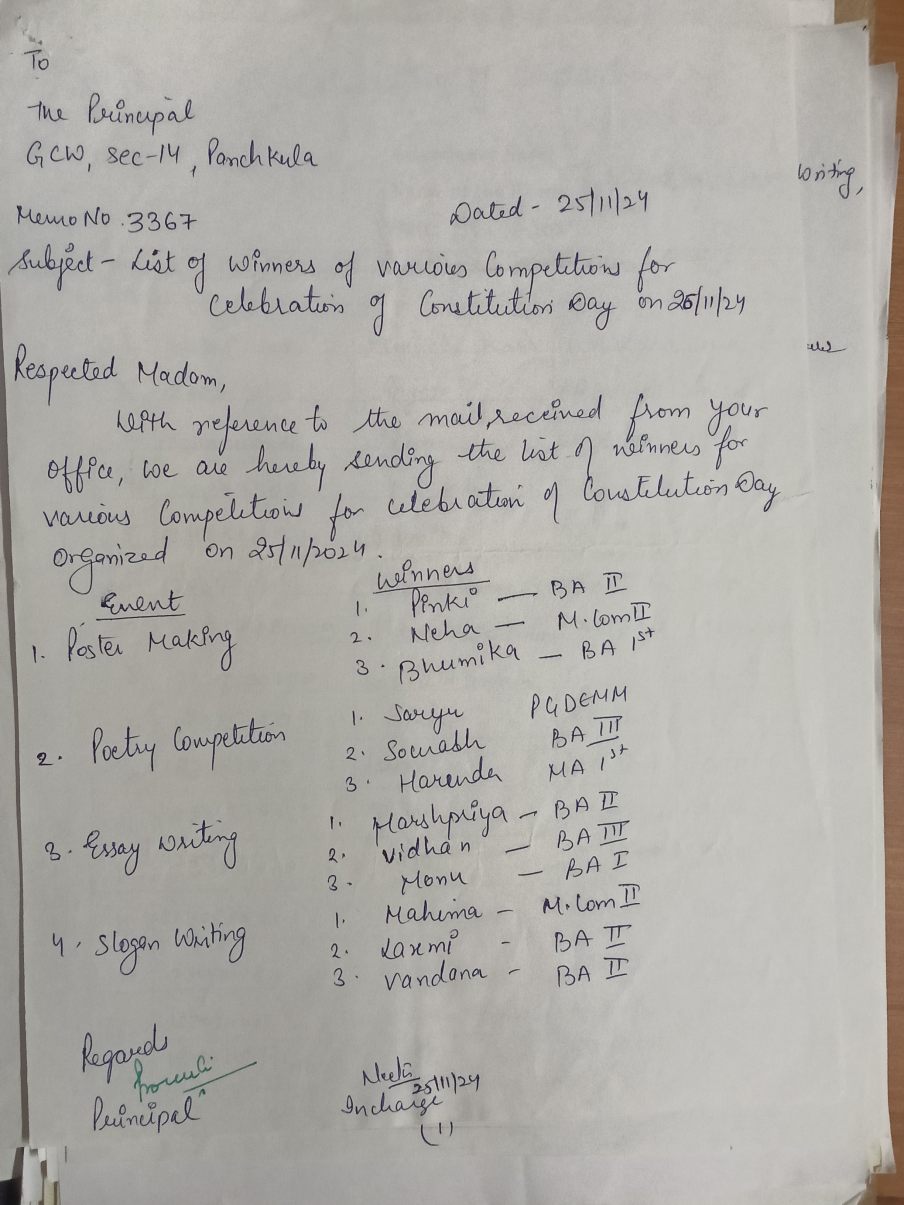 To
The Principal
GCW, Sec-14, Panchkula
Writing,
Memo No. 3367 Dated - 25/11/24
Subject - List of Winners of various Competitions for
Celebration of Constitution Day on 26/11/24
Respected Madam,
With reference to the mail, received from your
office, we are hereby sending the list of winners for
various Competitions for celebration of Constitution Day
organized on 25/11/2024.
Event Winners
1. Poster Making 1. Pinki — BA II
2. Neha — M.Com II
3. Bhumika — BA 1st
2. Poetry Competition 1. Saryu PGDEMM
2. Sourabh BA III
3. Harender MA 1st
3. Essay Writing 1. Harshpriya - BA II
2. Vidhan — BA III
3. Monu — BA I
4. Slogan Writing 1. Mahima - M.Com II
2. Laxmi - BA II
3. Vandana - BA II
Regards
Principal
Neetu
25/11/24
Incharge
(1)